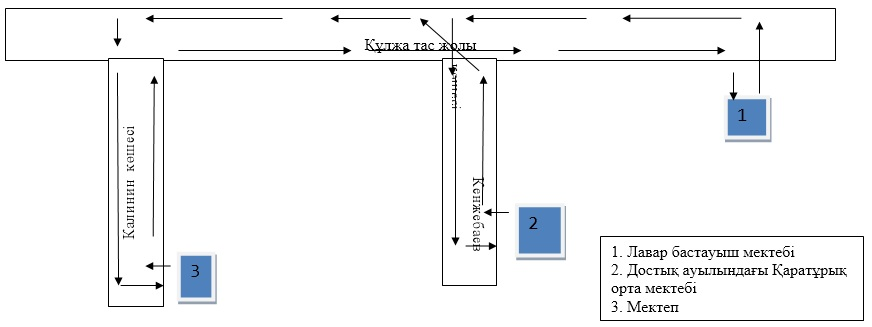 Құлжа тас жолы
Калинин көшесі
Кенжебаев
көшесі
1
2
3
1. Лавар бастауыш мектебі
2. Достық ауылындағы Қаратұрық
орта мектебі
3. Мектеп